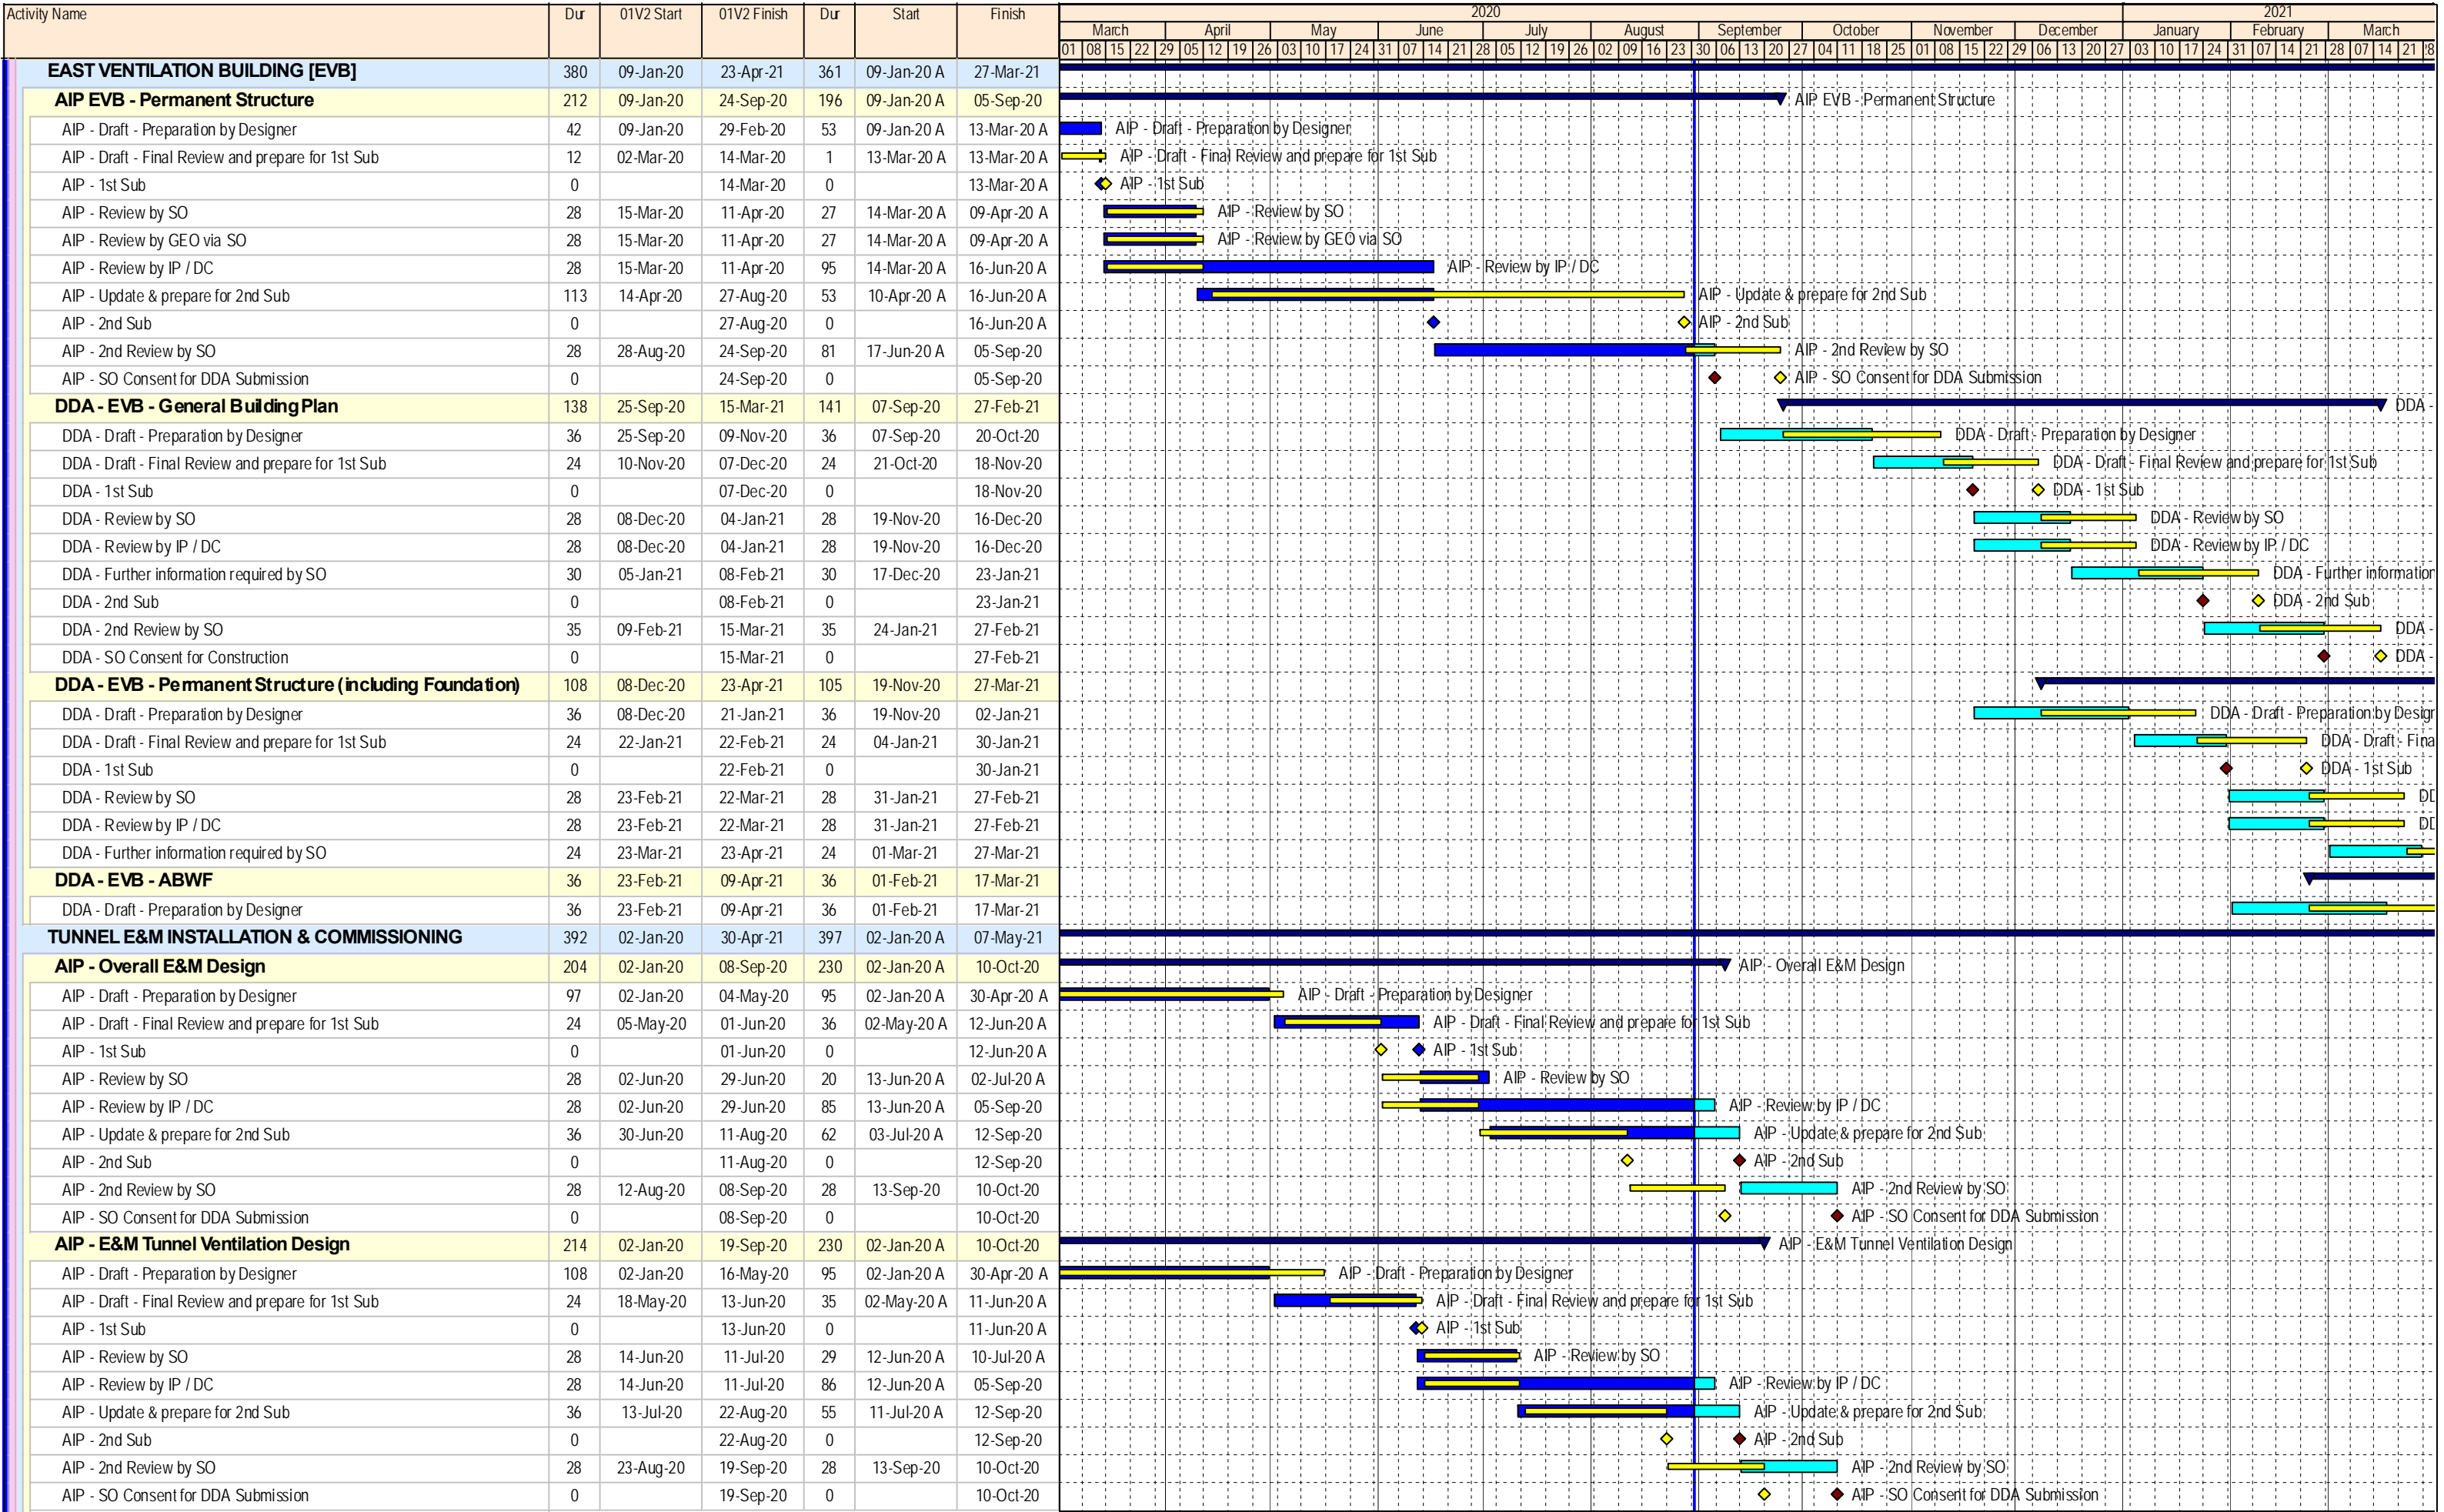 Activity Name Dur 01V2 Start 01V2 Finish Dur Start Finish 2020 2021
March April May June July August September October November December January February March
01 08 15 22 29 05 12 19 26 03 10 17 24 31 07 14 21 28 05 12 19 26 02 09 16 23 30 06 13 20 27 04 11 18 25 01 08 15 22 29 06 13 20 27 03 10 17 24 31 07 14 21 28 07 14 21
EAST VENTILATION BUILDING [EVB] 380 09-Jan-20 23-Apr-21 361 09-Jan-20 A 27-Mar-21
AIP EVB - Permanent Structure 212 09-Jan-20 24-Sep-20 196 09-Jan-20 A 05-Sep-20 AIP EVB - Permanent Structure
AIP - Draft - Preparation by Designer 42 09-Jan-20 29-Feb-20 53 09-Jan-20 A 13-Mar-20 A AIP - Draft - Preparation by Designer
AIP - Draft - Final Review and prepare for 1st Sub 12 02-Mar-20 14-Mar-20 1 13-Mar-20 A 13-Mar-20 A AIP - Draft - Final Review and prepare for 1st Sub
AIP - 1st Sub 0 14-Mar-20 0 13-Mar-20 A AIP - 1st Sub
AIP - Review by SO 28 15-Mar-20 11-Apr-20 27 14-Mar-20 A 09-Apr-20 A AIP - Review by SO
AIP - Review by GEO via SO 28 15-Mar-20 11-Apr-20 27 14-Mar-20 A 09-Apr-20 A AIP - Review by GEO via SO
AIP - Review by IP / DC 28 15-Mar-20 11-Apr-20 95 14-Mar-20 A 16-Jun-20 A AIP - Review by IP / DC
AIP - Update & prepare for 2nd Sub 113 14-Apr-20 27-Aug-20 53 10-Apr-20 A 16-Jun-20 A AIP - Update & prepare for 2nd Sub
AIP - 2nd Sub 0 27-Aug-20 0 16-Jun-20 A AIP - 2nd Sub
AIP - 2nd Review by SO 28 28-Aug-20 24-Sep-20 81 17-Jun-20 A 05-Sep-20 AIP - 2nd Review by SO
AIP - SO Consent for DDA Submission 0 24-Sep-20 0 05-Sep-20 AIP - SO Consent for DDA Submission
DDA - EVB - General Building Plan 138 25-Sep-20 15-Mar-21 141 07-Sep-20 27-Feb-21 DDA -
DDA - Draft - Preparation by Designer 36 25-Sep-20 09-Nov-20 36 07-Sep-20 20-Oct-20 DDA - Draft - Preparation by Designer
DDA - Draft - Final Review and prepare for 1st Sub 24 10-Nov-20 07-Dec-20 24 21-Oct-20 18-Nov-20 DDA - Draft - Final Review and prepare for 1st Sub
DDA - 1st Sub 0 07-Dec-20 0 18-Nov-20 DDA - 1st Sub
DDA - Review by SO 28 08-Dec-20 04-Jan-21 28 19-Nov-20 16-Dec-20 DDA - Review by SO
DDA - Review by IP / DC 28 08-Dec-20 04-Jan-21 28 19-Nov-20 16-Dec-20 DDA - Review by IP / DC
DDA - Further information required by SO 30 05-Jan-21 08-Feb-21 30 17-Dec-20 23-Jan-21 DDA - Further information
DDA - 2nd Sub 0 08-Feb-21 0 23-Jan-21 DDA - 2nd Sub
DDA - 2nd Review by SO 35 09-Feb-21 15-Mar-21 35 24-Jan-21 27-Feb-21 DDA -
DDA - SO Consent for Construction 0 15-Mar-21 0 27-Feb-21 DDA -
DDA - EVB - Permanent Structure (including Foundation) 108 08-Dec-20 23-Apr-21 105 19-Nov-20 27-Mar-21
DDA - Draft - Preparation by Designer 36 08-Dec-20 21-Jan-21 36 19-Nov-20 02-Jan-21 DDA - Draft - Preparation by Desigr
DDA - Draft - Final Review and prepare for 1st Sub 24 22-Jan-21 22-Feb-21 24 04-Jan-21 30-Jan-21 DDA - Draft - Fina
DDA - 1st Sub 0 22-Feb-21 0 30-Jan-21 DDA - 1st Sub
DDA - Review by SO 28 23-Feb-21 22-Mar-21 28 31-Jan-21 27-Feb-21 DD
DDA - Review by IP / DC 28 23-Feb-21 22-Mar-21 28 31-Jan-21 27-Feb-21 DD
DDA - Further information required by SO 24 23-Mar-21 23-Apr-21 24 01-Mar-21 27-Mar-21
DDA - EVB - ABWF 36 23-Feb-21 09-Apr-21 36 01-Feb-21 17-Mar-21
DDA - Draft - Preparation by Designer 36 23-Feb-21 09-Apr-21 36 01-Feb-21 17-Mar-21
TUNNEL E&M INSTALLATION & COMMISSIONING 392 02-Jan-20 30-Apr-21 397 02-Jan-20 A 07-May-21
AIP - Overall E&M Design 204 02-Jan-20 08-Sep-20 230 02-Jan-20 A 10-Oct-20 AIP - Overall E&M Design
AIP - Draft - Preparation by Designer 97 02-Jan-20 04-May-20 95 02-Jan-20 A 30-Apr-20 A AIP - Draft - Preparation by Designer
AIP - Draft - Final Review and prepare for 1st Sub 24 05-May-20 01-Jun-20 36 02-May-20 A 12-Jun-20 A AIP - Draft - Final Review and prepare for 1st Sub
AIP - 1st Sub 0 01-Jun-20 0 12-Jun-20 A AIP - 1st Sub
AIP - Review by SO 28 02-Jun-20 29-Jun-20 20 13-Jun-20 A 02-Jul-20 A AIP - Review by SO
AIP - Review by IP / DC 28 02-Jun-20 29-Jun-20 85 13-Jun-20 A 05-Sep-20 AIP - Review by IP / DC
AIP - Update & prepare for 2nd Sub 36 30-Jun-20 11-Aug-20 62 03-Jul-20 A 12-Sep-20 AIP - Update & prepare for 2nd Sub
AIP - 2nd Sub 0 11-Aug-20 0 12-Sep-20 AIP - 2nd Sub
AIP - 2nd Review by SO 28 12-Aug-20 08-Sep-20 28 13-Sep-20 10-Oct-20 AIP - 2nd Review by SO
AIP - SO Consent for DDA Submission 0 08-Sep-20 0 10-Oct-20 AIP - SO Consent for DDA Submission
AIP - E&M Tunnel Ventilation Design 214 02-Jan-20 19-Sep-20 230 02-Jan-20 A 10-Oct-20 AIP - E&M Tunnel Ventilation Design
AIP - Draft - Preparation by Designer 108 02-Jan-20 16-May-20 95 02-Jan-20 A 30-Apr-20 A AIP - Draft - Preparation by Designer
AIP - Draft - Final Review and prepare for 1st Sub 24 18-May-20 13-Jun-20 35 02-May-20 A 11-Jun-20 A AIP - Draft - Final Review and prepare for 1st Sub
AIP - 1st Sub 0 13-Jun-20 0 11-Jun-20 A AIP - 1st Sub
AIP - Review by SO 28 14-Jun-20 11-Jul-20 29 12-Jun-20 A 10-Jul-20 A AIP - Review by SO
AIP - Review by IP / DC 28 14-Jun-20 11-Jul-20 86 12-Jun-20 A 05-Sep-20 AIP - Review by IP / DC
AIP - Update & prepare for 2nd Sub 36 13-Jul-20 22-Aug-20 55 11-Jul-20 A 12-Sep-20 AIP - Update & prepare for 2nd Sub
AIP - 2nd Sub 0 22-Aug-20 0 12-Sep-20 AIP - 2nd Sub
AIP - 2nd Review by SO 28 23-Aug-20 19-Sep-20 28 13-Sep-20 10-Oct-20 AIP - 2nd Review by SO
AIP - SO Consent for DDA Submission 0 19-Sep-20 0 10-Oct-20 AIP - SO Consent for DDA Submission